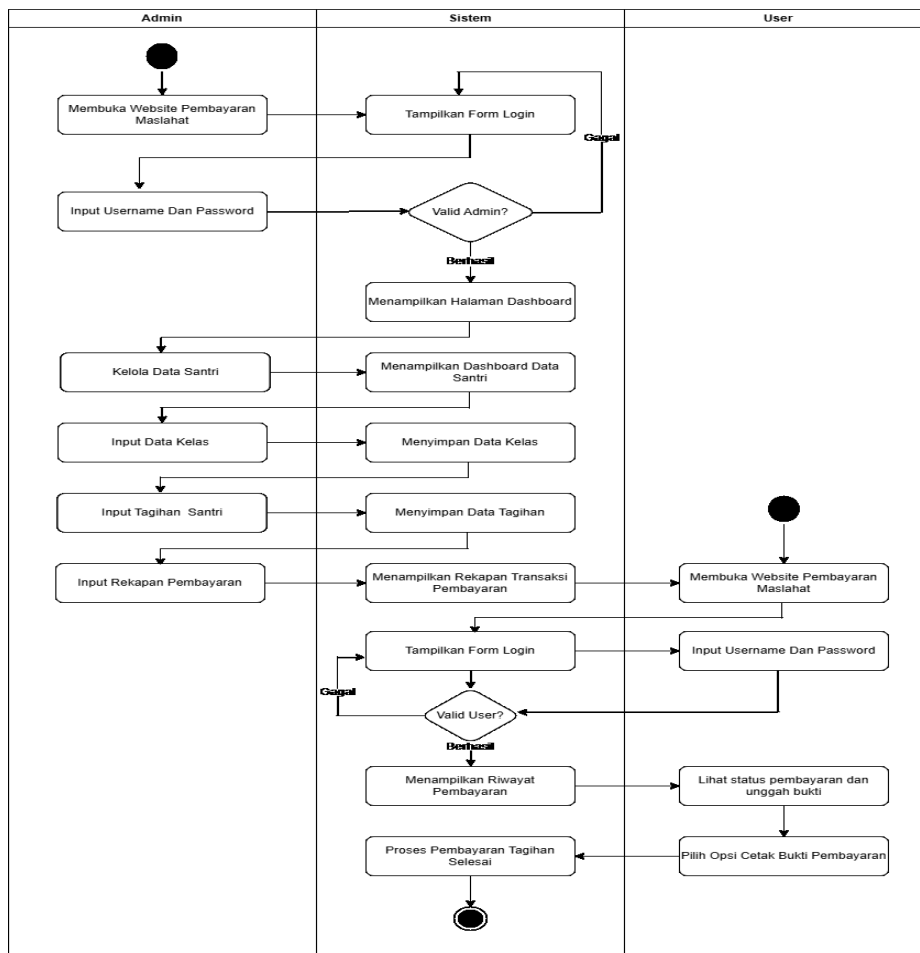 Admin
Sistem
User
Membuka Website Pembayaran
Maslahat
Tampilkan Form Login
Gagal
Input Username Dan Password
Valid Admin?
Berhasil
Menampilkan Halaman Dashboard
Kelola Data Santri
Menampilkan Dashboard Data
Santri
Input Data Kelas
Menyimpan Data Kelas
Input Tagihan Santri
Menyimpan Data Tagihan
Input Rekapan Pembayaran
Menampilkan Rekapan Transaksi
Pembayaran
Membuka Website Pembayaran
Maslahat
Tampilkan Form Login
Input Username Dan Password
Gagal
Valid User?
Berhasil
Menampilkan Riwayat
Pembayaran
Lihat status pembayaran dan
unggah bukti
Proses Pembayaran Tagihan
Selesai
Pilih Opsi Cetak Bukti Pembayaran